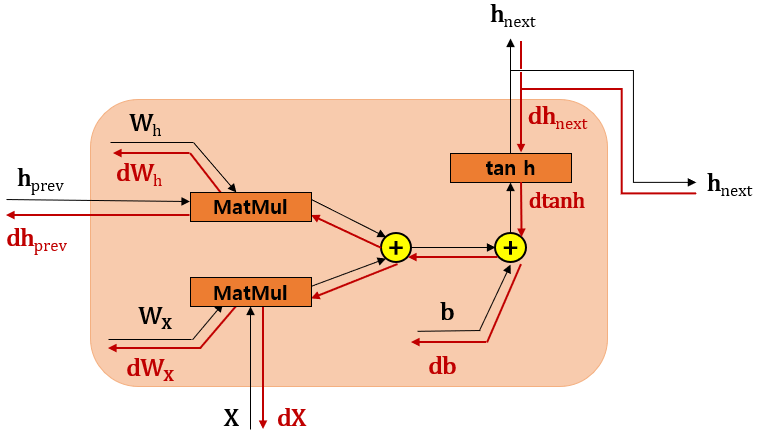 h_next
W_h
dh_next
dW_h
tan h
h_prev
h_next
MatMul
dtanh
dh_prev
+
+
MatMul
W_X
b
dW_X
db
X
dX